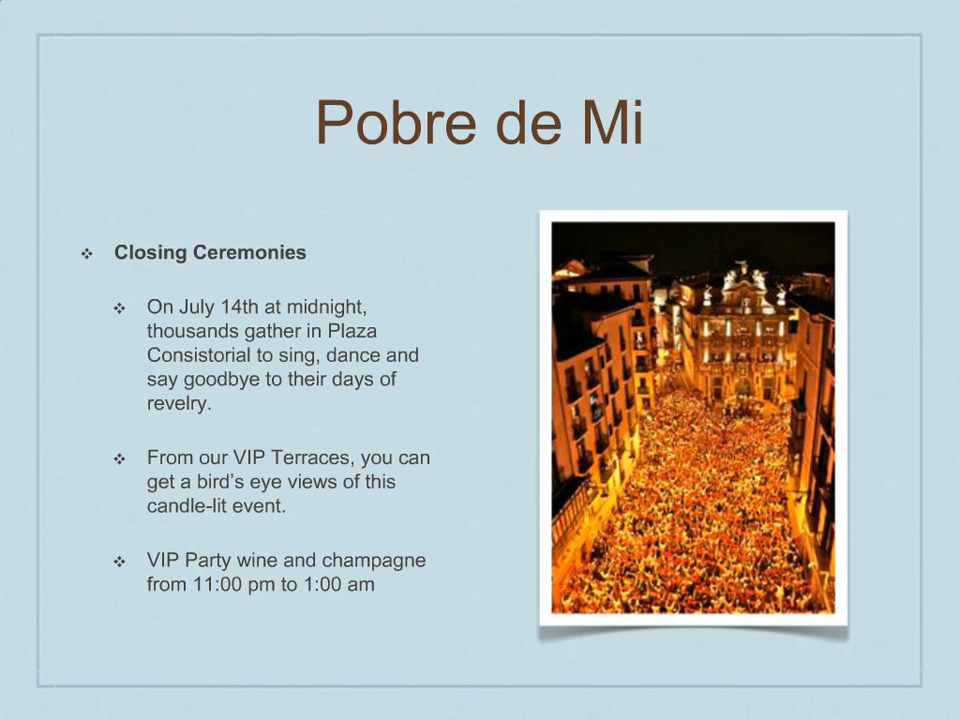 Pobre de Mi
Closing Ceremonies
On July 14th at midnight,
thousands gather in Plaza
Consistorial to sing, dance and
say goodbye to their days of
revelry.
From our VIP Terraces, you can
get a bird’s eye views of this
candle-lit event.
VIP Party wine and champagne
from 11:00 pm to 1:00 am